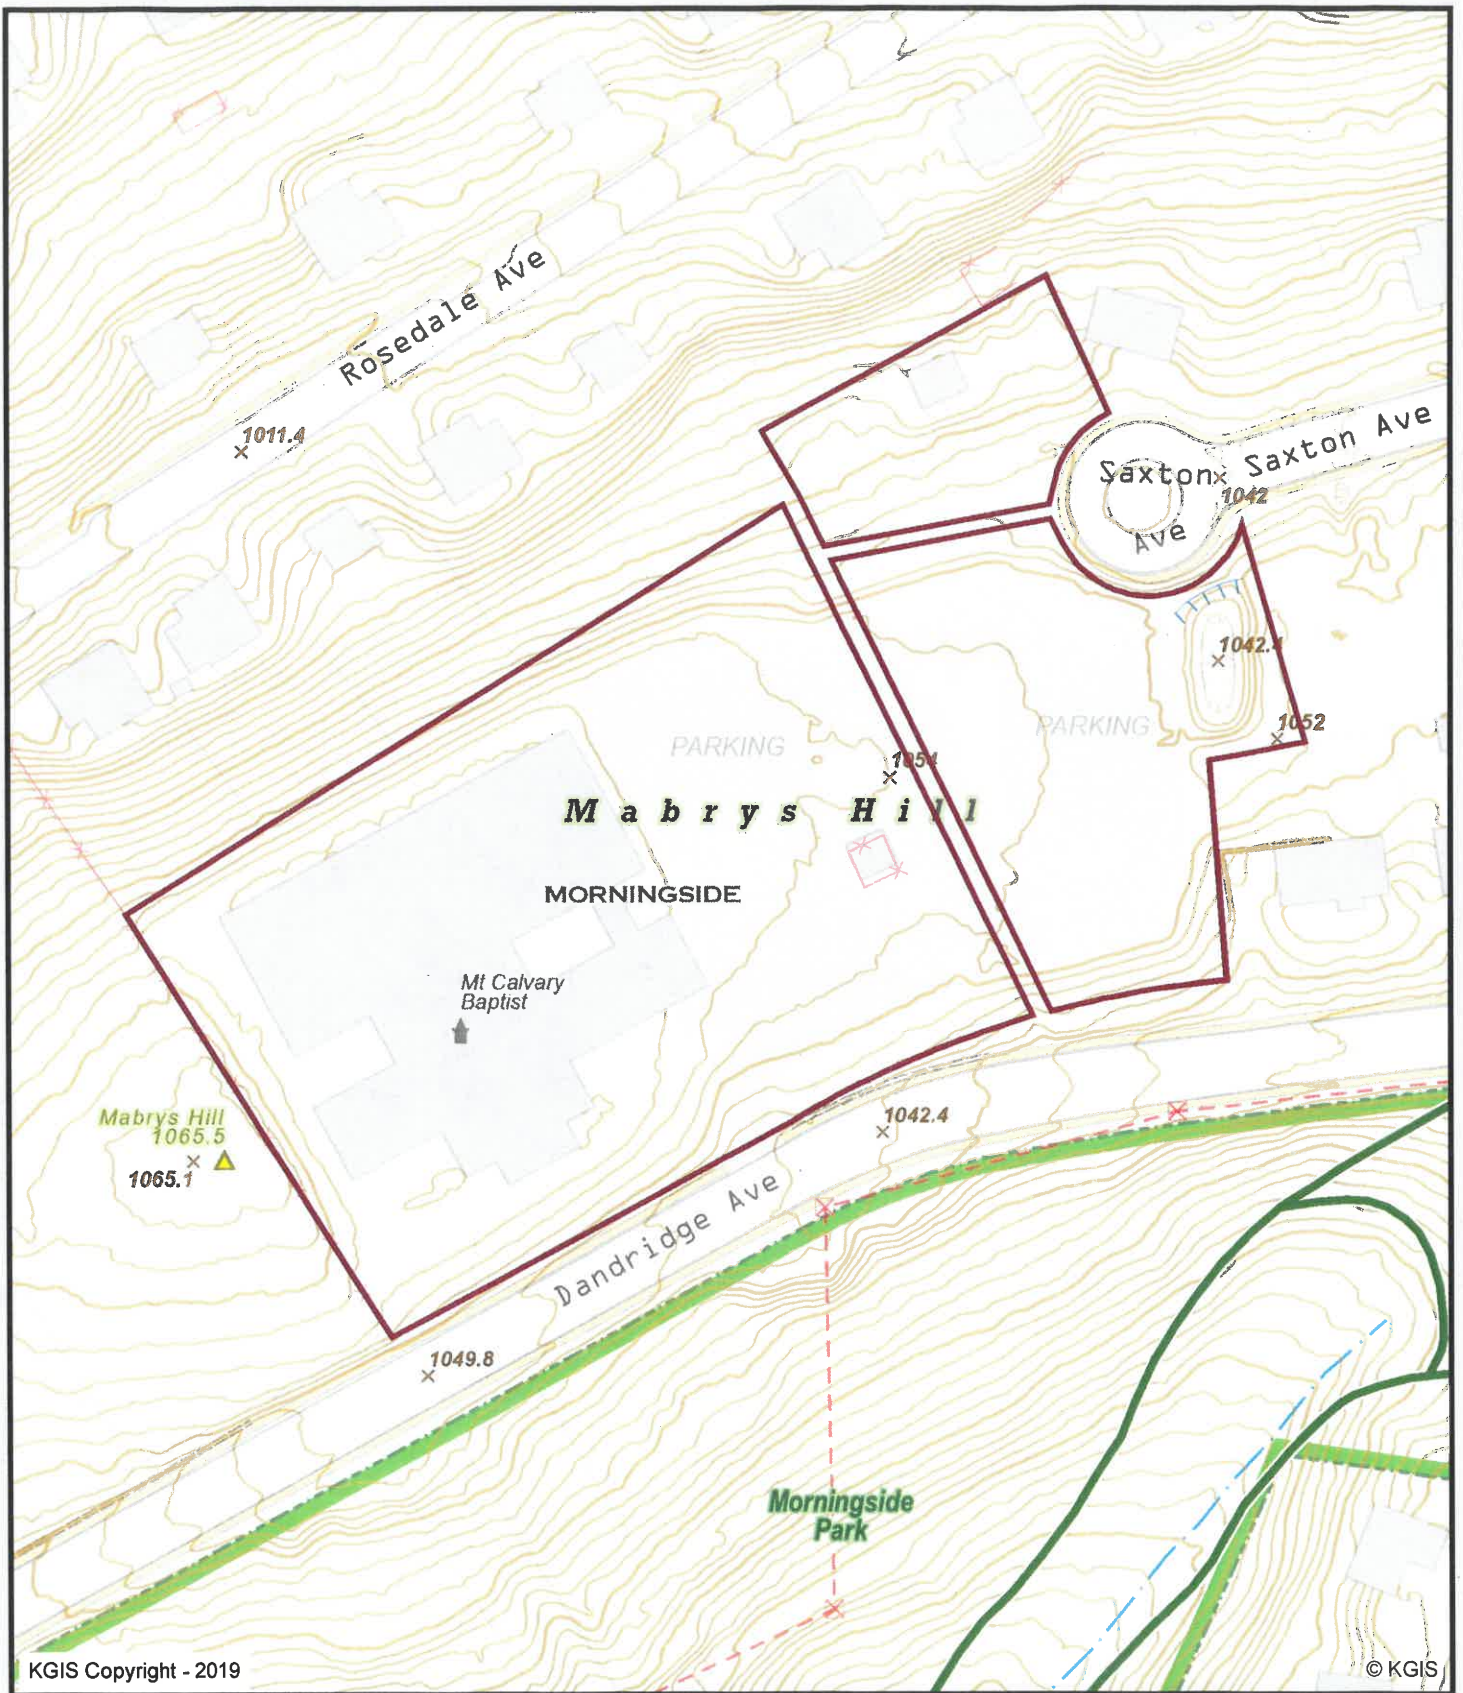 Rosedale Ave
1011.4
Saxton Ave
Saxton Ave
1042
1042.4
1052
PARKING
PARKING
1054
Mabrys Hill
MORNINGSIDE
Mt Calvary
Baptist
Mabrys Hill
1065.5
1065.1
1042.4
Dandridge Ave
1049.8
Morningside
Park
KGIS Copyright - 2019
© KGIS